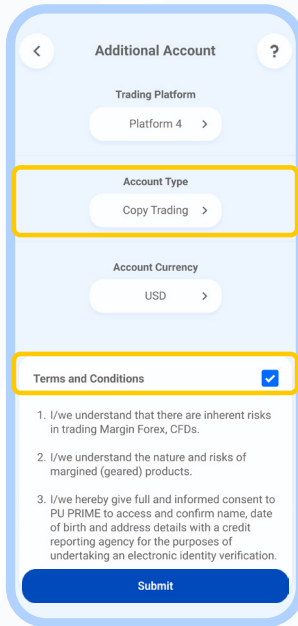 Additional Account
?
Trading Platform
Platform 4
Account Type
Copy Trading
Account Currency
USD
Terms and Conditions
1. I/we understand that there are inherent risks
in trading Margin Forex, CFDs.
2. I/we understand the nature and risks of
margined (geared) products.
3. I/we hereby give full and informed consent to
PU PRIME to access and confirm name, date
of birth and address details with a credit
reporting agency for the purposes of
undertaking an electronic identity verification.
Submit